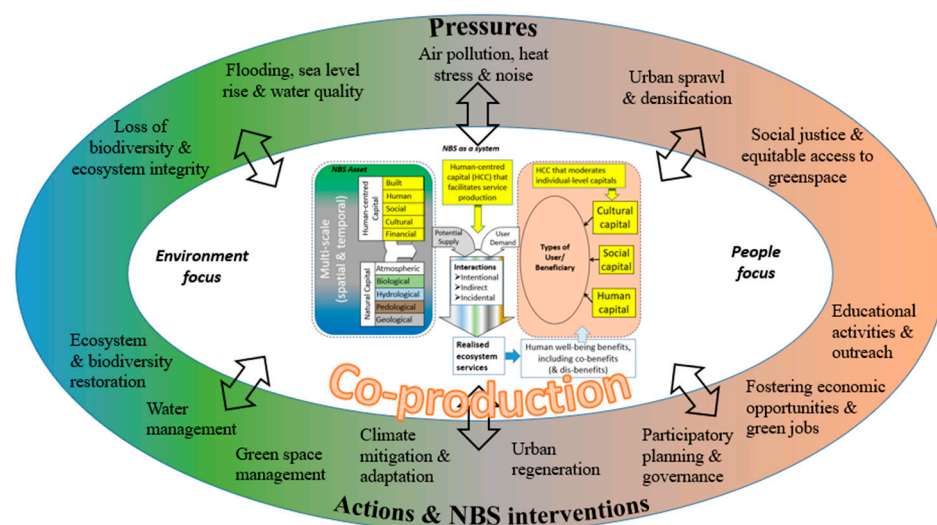 Pressures
Air pollution, heat
stress & noise
Flooding, sea level
rise & water quality
Urban sprawl
& densification
Loss of
biodiversity &
ecosystem integrity
Social justice &
equitable access to
greenspace
Environment
focus
NBS as a system
NBS Asset
Multi-scale
(spatial & temporal)
Human-centred
Capital
Built
Human
Social
Cultural
Financial
Natural Capital
Atmospheric
Biological
Hydrological
Pedological
Geological
Human-centred
capital (HCC) that
facilitates service
production
Potential
Supply
User
Demand
Interactions
➢Intentional
➢Indirect
➢Incidental
Realised
ecosystem
services
HCC that moderates
individual-level capitals
Types of
User/
Beneficiary
Cultural
capital
Social
capital
Human
capital
Human well-being benefits,
including co-benefits
(& dis-benefits)
People
focus
Co-production
Ecosystem
& biodiversity
restoration
Water
management
Green space
management
Climate
mitigation &
adaptation
Urban
regeneration
Participatory
planning &
governance
Fostering economic
opportunities &
green jobs
Educational
activities &
outreach
Actions & NBS interventions